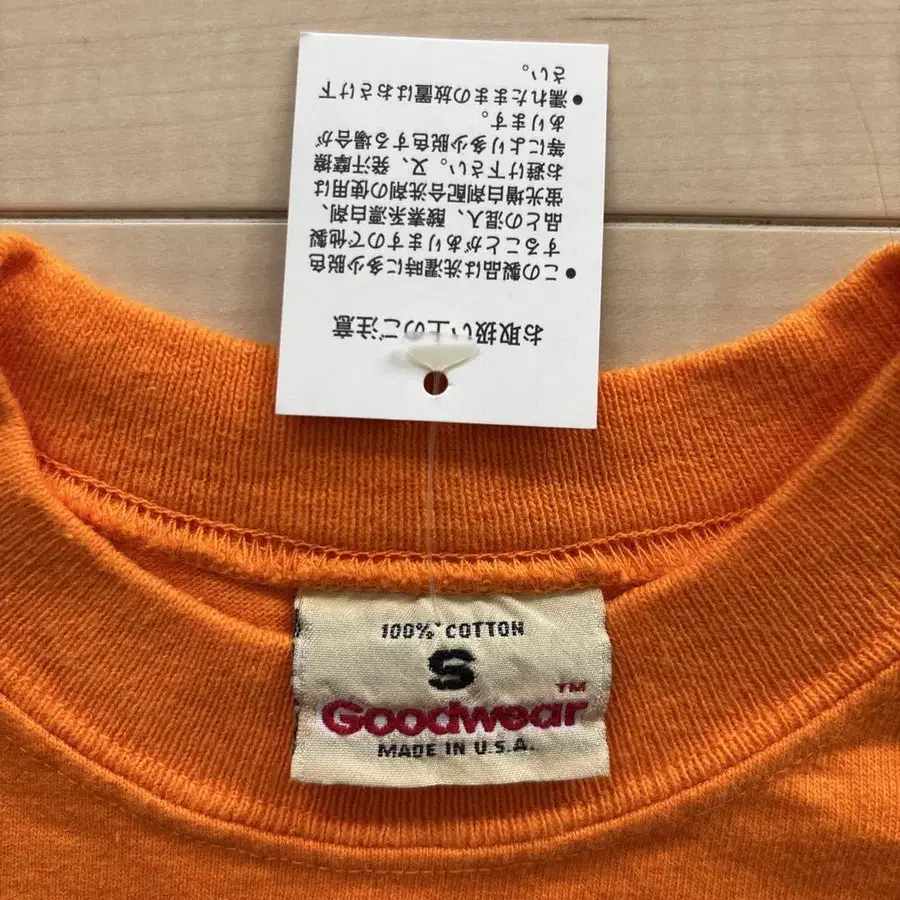 お取扱い上のご注意
●この製品は洗濯時に多少脱色
することがありますので他製
品との混入、酸素系漂白剤、
蛍光増白剤配合洗剤の使用は
お避け下さい。又、発汗摩擦
等により多少脱色する場合が
あります。
●濡れたままの放置はおさけ下
さい。
100% COTTON
S
Goodwear™
MADE IN U.S.A.